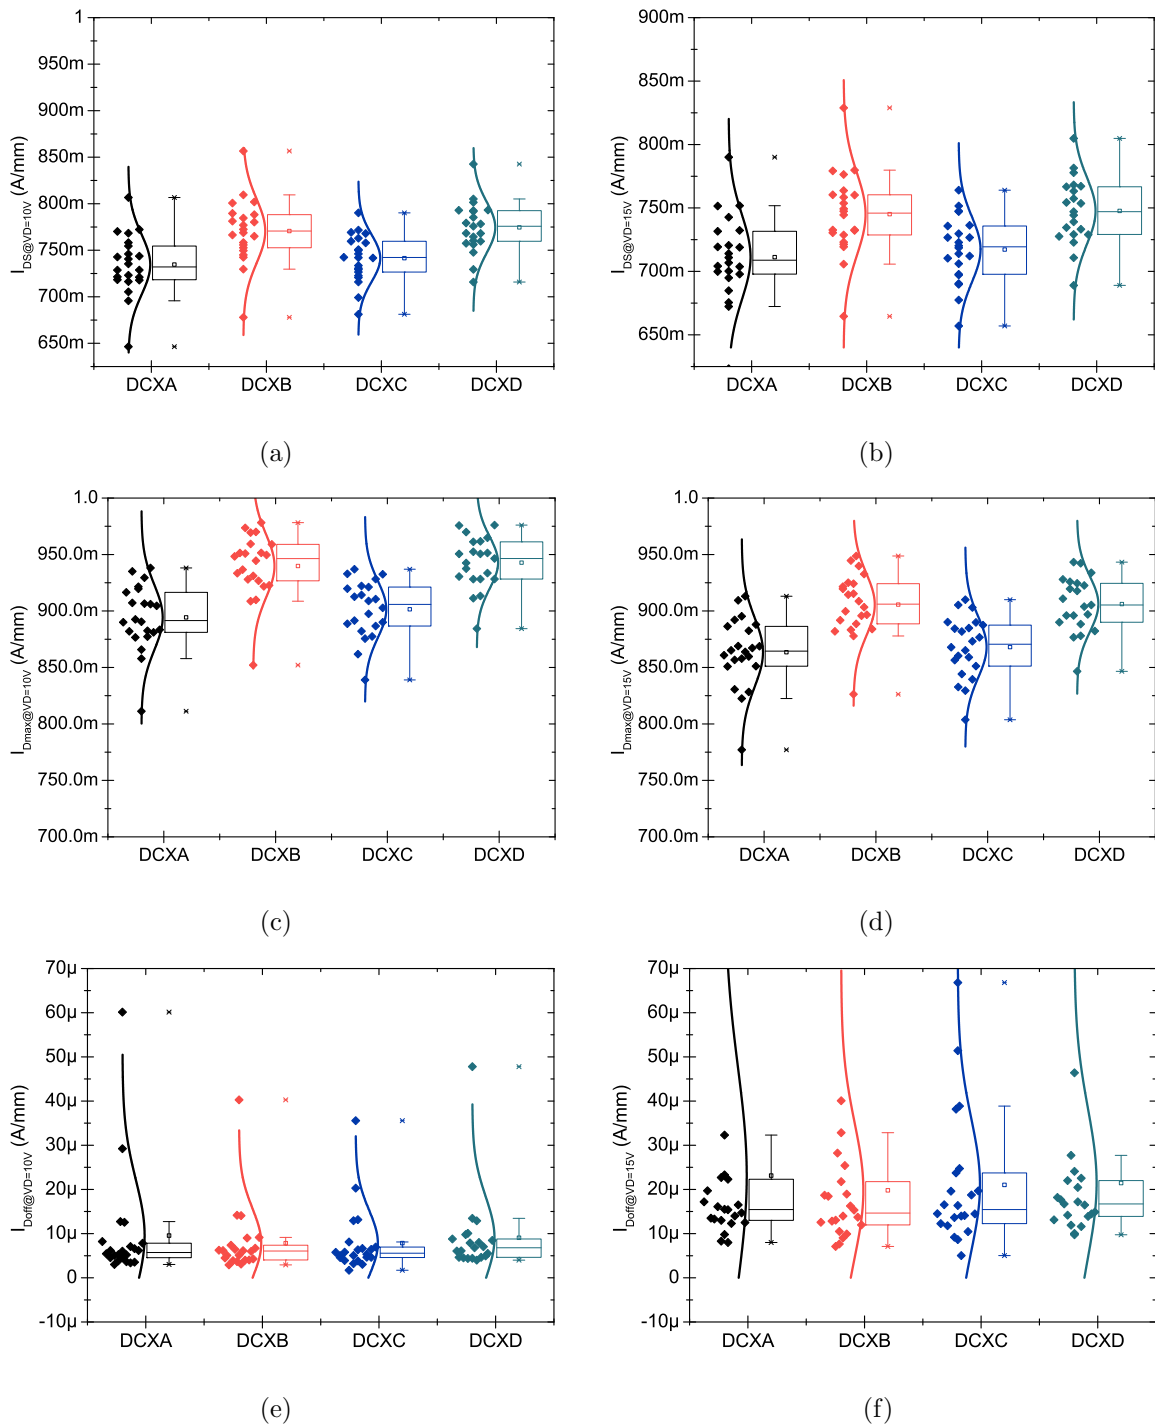 1
950m
900m
850m
800m
750m
700m
650m
I_DS@VD=10V (A/mm)
DCXA DCXB DCXC DCXD
(a)
900m
850m
800m
750m
700m
650m
I_DS@VD=15V (A/mm)
DCXA DCXB DCXC DCXD
(b)
1.0
950.0m
900.0m
850.0m
800.0m
750.0m
700.0m
I_Dmax@VD=10V (A/mm)
DCXA DCXB DCXC DCXD
(c)
1.0
950.0m
900.0m
850.0m
800.0m
750.0m
700.0m
I_Dmax@VD=15V (A/mm)
DCXA DCXB DCXC DCXD
(d)
70µ
60µ
50µ
40µ
30µ
20µ
10µ
0
-10µ
I_Doff@VD=10V (A/mm)
DCXA DCXB DCXC DCXD
(e)
70µ
60µ
50µ
40µ
30µ
20µ
10µ
0
-10µ
I_Doff@VD=15V (A/mm)
DCXA DCXB DCXC DCXD
(f)